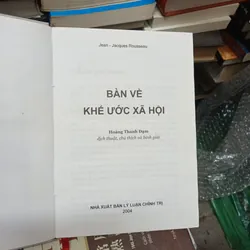 Jean - Jacques Rousseau
BÀN VỀ
KHẾ ƯỚC XÃ HỘI
Hoàng Thanh Đạm
dịch thuật, chú thích và bình giải
NHÀ XUẤT BẢN LÝ LUẬN CHÍNH TRỊ
2004